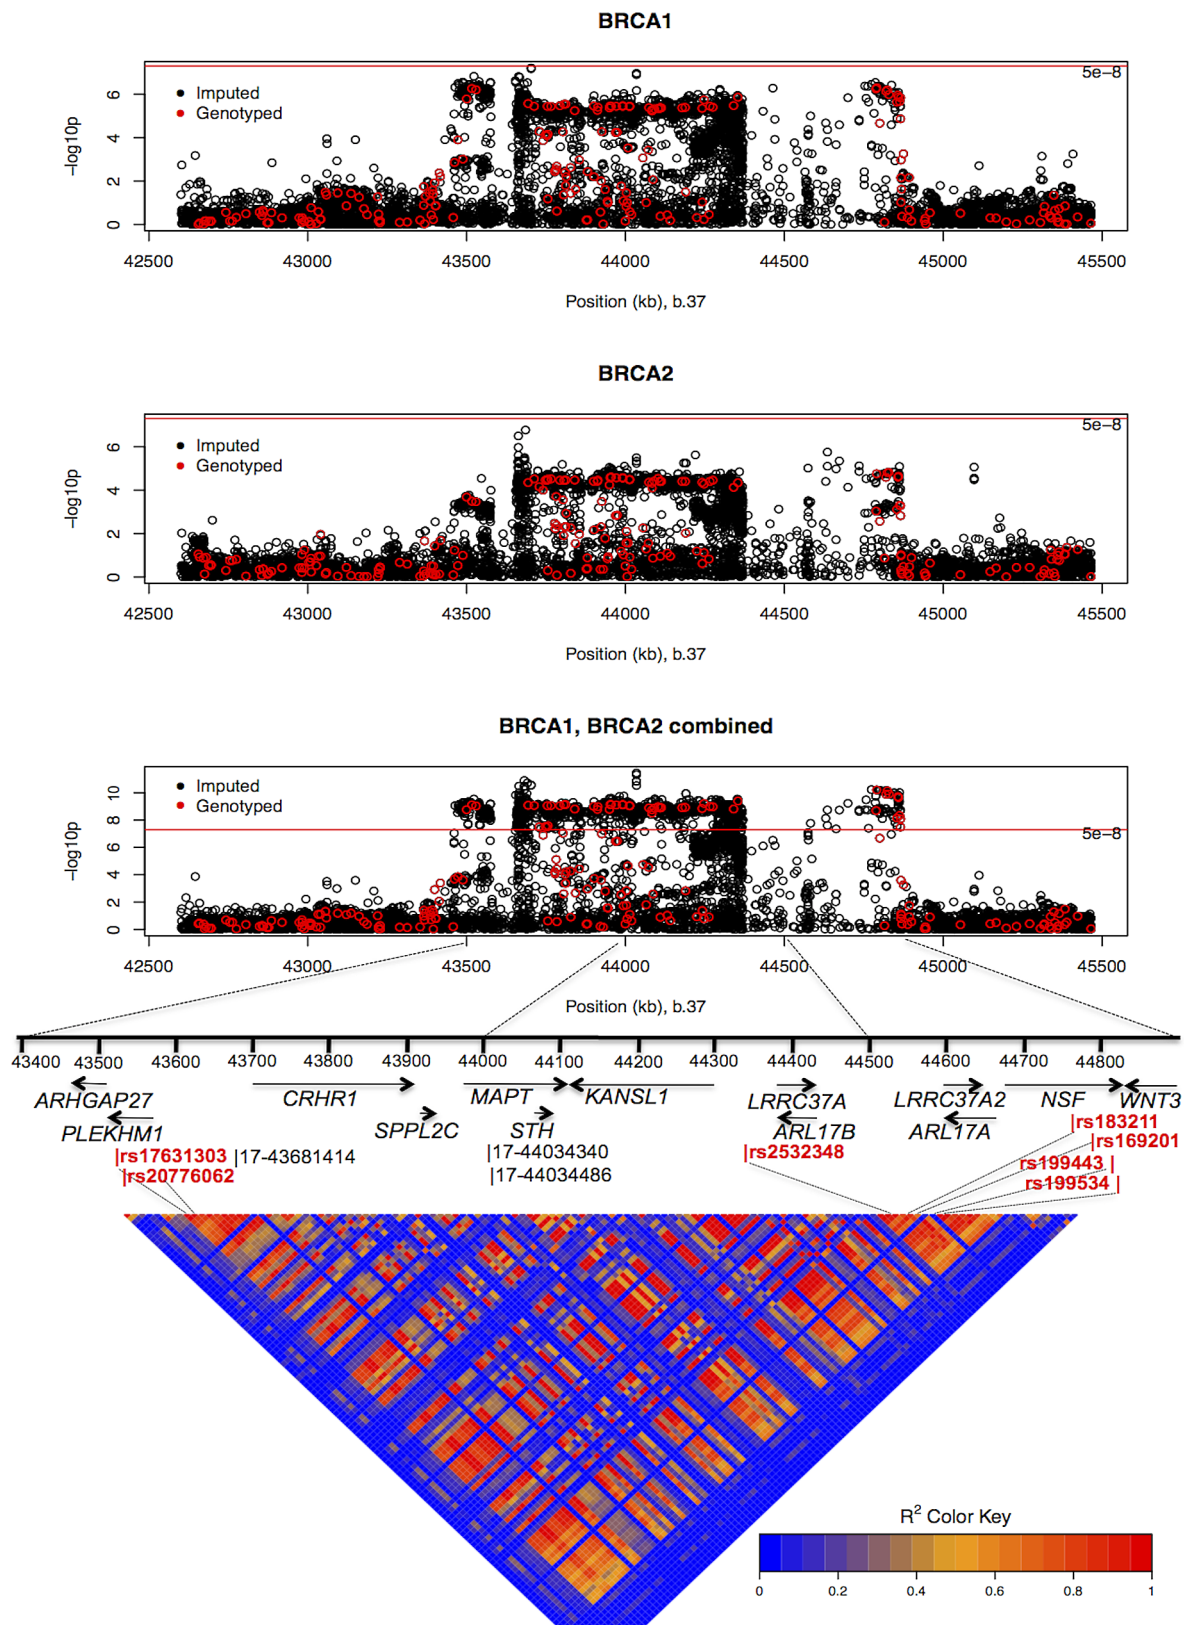 BRCA1
5e−8
Imputed
Genotyped
−log10p
0 2 4 6
42500 43000 43500 44000 44500 45000 45500
Position (kb), b.37
BRCA2
5e−8
Imputed
Genotyped
−log10p
0 2 4 6
42500 43000 43500 44000 44500 45000 45500
Position (kb), b.37
BRCA1, BRCA2 combined
Imputed
Genotyped
5e−8
−log10p
0 2 4 6 8 10
42500 43000 43500 44000 44500 45000 45500
Position (kb), b.37
43400 43500 43600 43700 43800 43900 44000 44100 44200 44300 44400 44500 44600 44700 44800
ARHGAP27 CRHR1 MAPT KANSL1 LRRC37A LRRC37A2 NSF WNT3
PLEKHM1 SPPL2C STH ARL17B ARL17A
|rs183211
|rs17631303 |17-43681414 |17-44034340 |rs2532348 |rs169201
|rs20776062 |17-44034486 rs199443 |
rs199534 |
R² Color Key
0 0.2 0.4 0.6 0.8 1